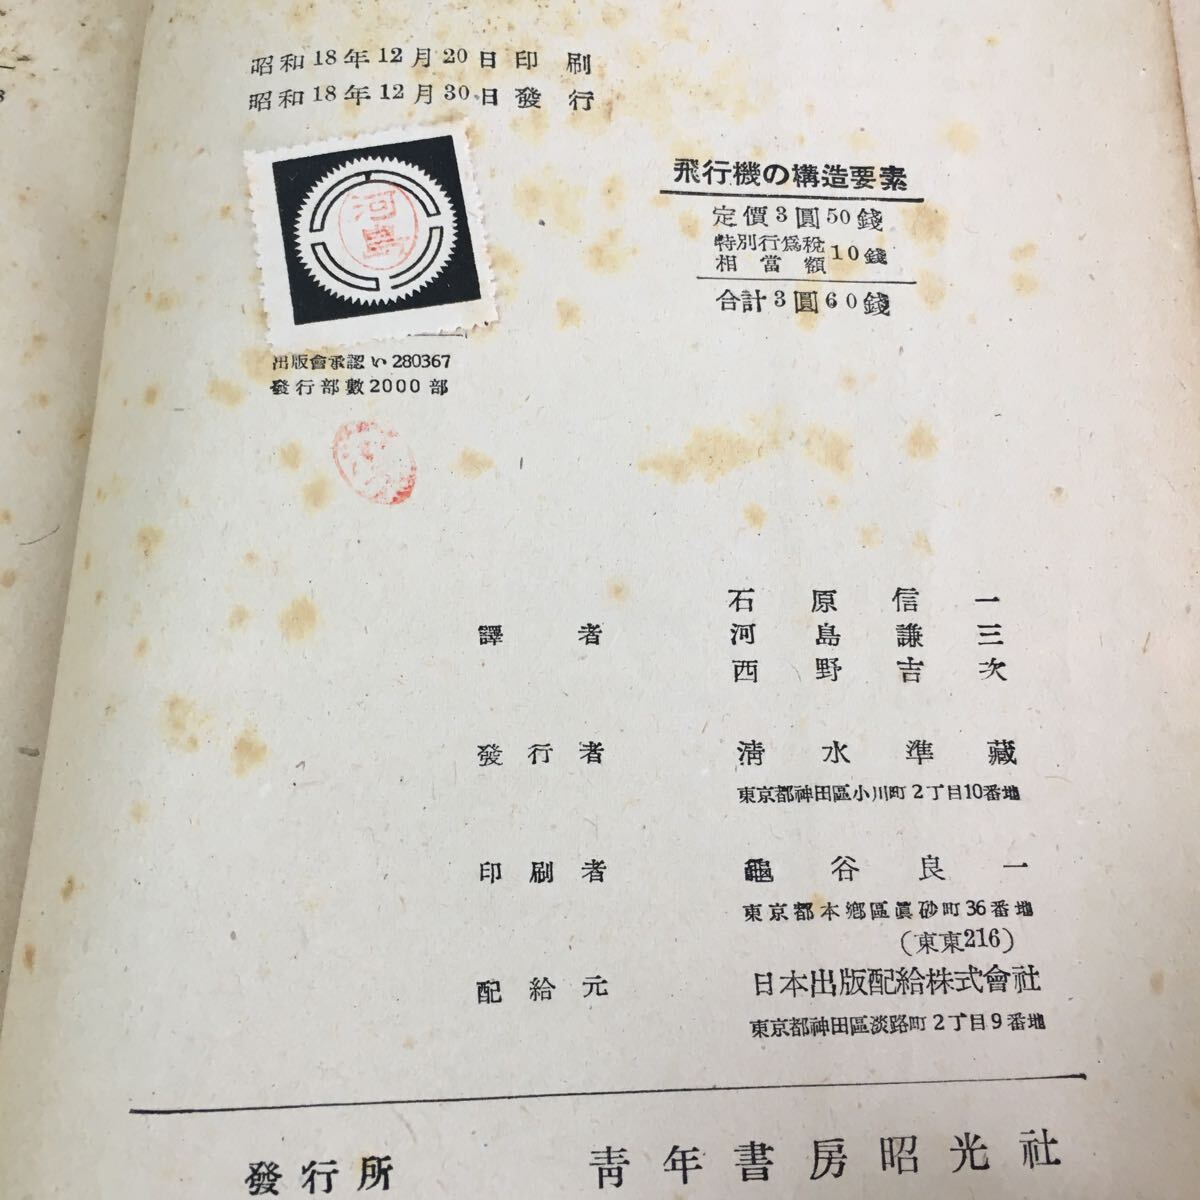 昭和18年12月20日印刷
昭和18年12月30日發行
飛行機の構造要素
定價3圓50錢
特別行爲稅相當額10錢
合計3圓60錢
河島
出版會承認い280367
發行部數2000部
譯者
石原信一
河島謙三
西野吉次
發行者 淸水準藏
東京都神田區小川町2丁目10番地
印刷者 龜谷良一
東京都本鄕區眞砂町36番地
(東東216)
配給元 日本出版配給株式會社
東京都神田區淡路町2丁目9番地
發行所 靑年書房昭光社